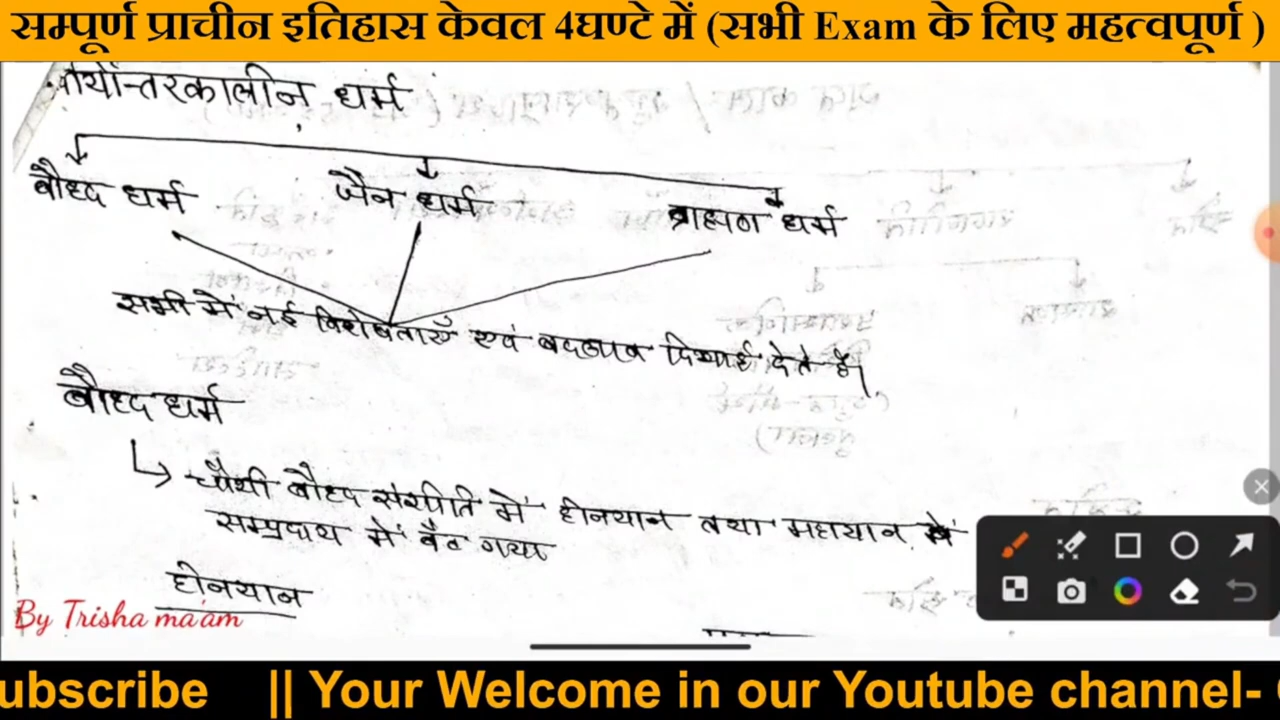 सम्पूर्ण प्राचीन इतिहास केवल 4घण्टे में (सभी Exam के लिए महत्वपूर्ण )
र्योन्तरकालीन धर्म
बौध्द धर्म जैन धर्म ब्राह्मण धर्म
सभी में नई विशेषताएँ एवं बदलाव दिखाई देते है।
बौध्द धर्म
चौथी बौध्द संगीति में हीनयान तथा महायान
सम्प्रदाय में बँट गया
हीनयान
By Trisha ma'am
ubscribe || Your Welcome in our Youtube channel-